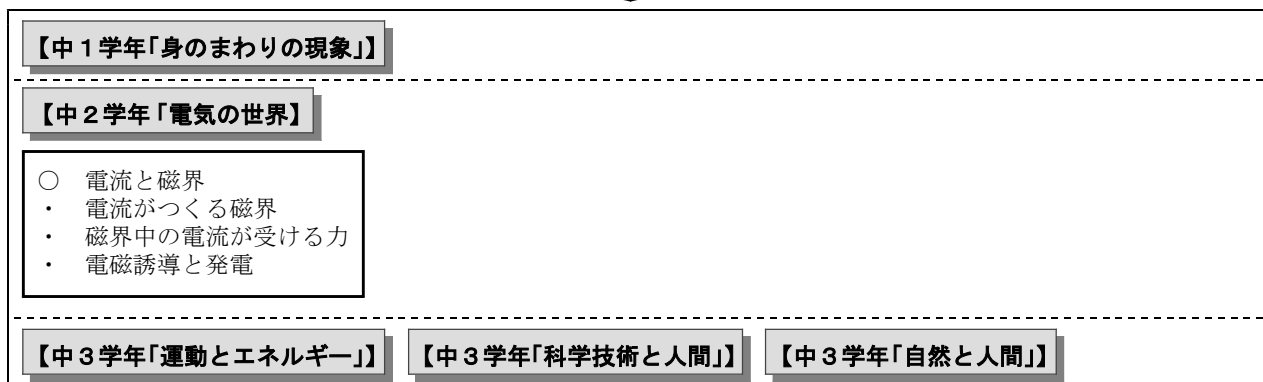 【中１学年「身のまわりの現象」】
【中２学年「電気の世界】
○　電流と磁界
・　電流がつくる磁界
・　磁界中の電流が受ける力
・　電磁誘導と発電
【中３学年「運動とエネルギー」】　【中３学年「科学技術と人間」】　【中３学年「自然と人間」】